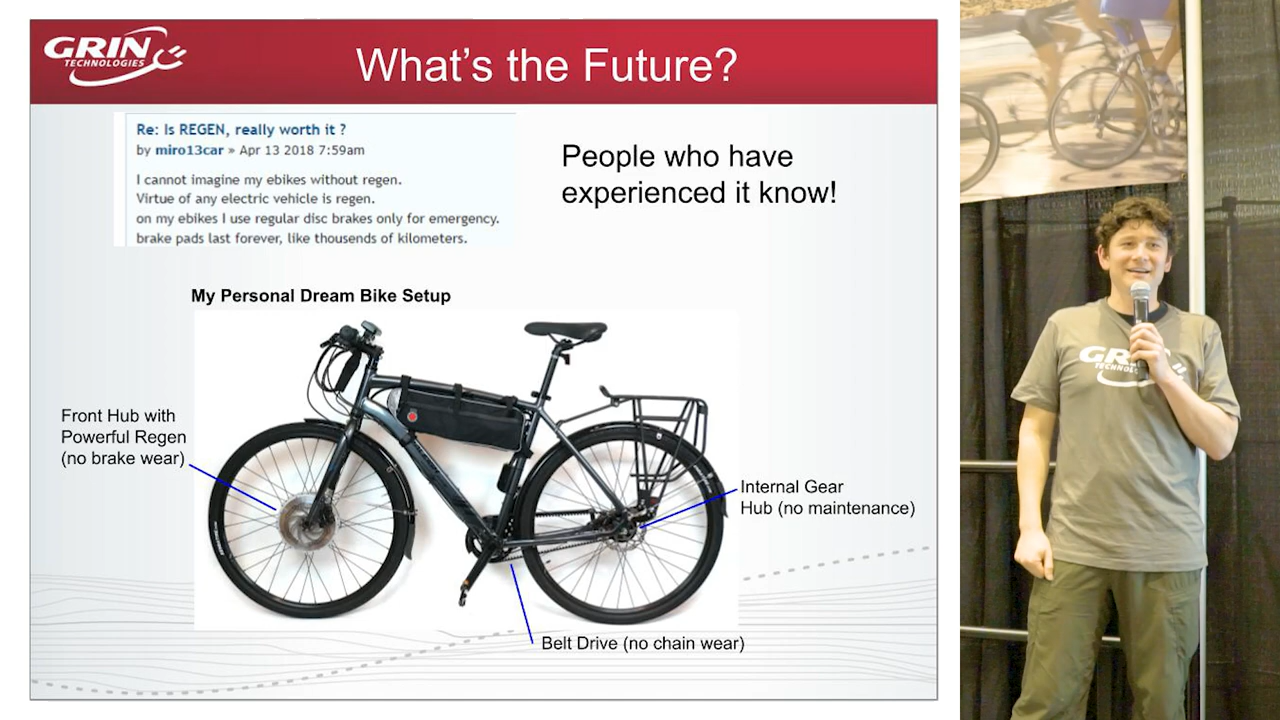 GRIN
TECHNOLOGIES
What's the Future?
Re: Is REGEN, really worth it ?
by miro13car » Apr 13 2018 7:59am
I cannot imagine my ebikes without regen.
Virtue of any electric vehicle is regen.
on my ebikes I use regular disc brakes only for emergency.
brake pads last forever, like thousands of kilometers.
People who have
experienced it know!
My Personal Dream Bike Setup
Front Hub with
Powerful Regen
(no brake wear)
Internal Gear
Hub (no maintenance)
Belt Drive (no chain wear)